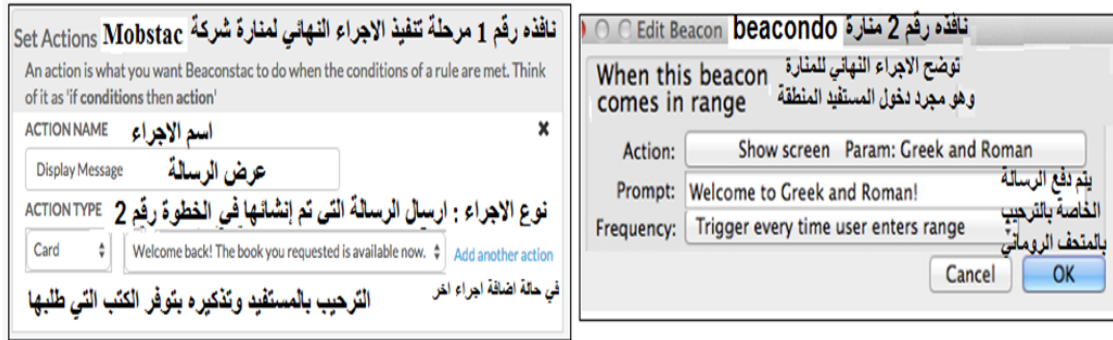 Set Actions Mobstac نافذه رقم 1 مرحلة تنفيذ الاجراء النهائي لمنارة شركة
An action is what you want Beaconstac to do when the conditions of a rule are met. Think
of it as 'if conditions then action'
ACTION NAME اسم الاجراء
Display Message عرض الرسالة
ACTION TYPE نوع الاجراء : ارسال الرسالة التي تم إنشائها في الخطوة رقم 2
Card Welcome back! The book you requested is available now. Add another action
في حالة اضافة اجراء اخر
الترحيب بالمستفيد وتذكيره بتوفر الكتب التي طلبها
Edit Beacon beacondo نافذه رقم 2 منارة
When this beacon توضح الاجراء النهائي للمنارة
comes in range وهو مجرد دخول المستفيد المنطقة
Action: Show screen Param: Greek and Roman
يتم دفع الرسالة
Prompt: Welcome to Greek and Roman!
الخاصة بالترحيب
Frequency: Trigger every time user enters range
بالمتحف الروماني
Cancel OK